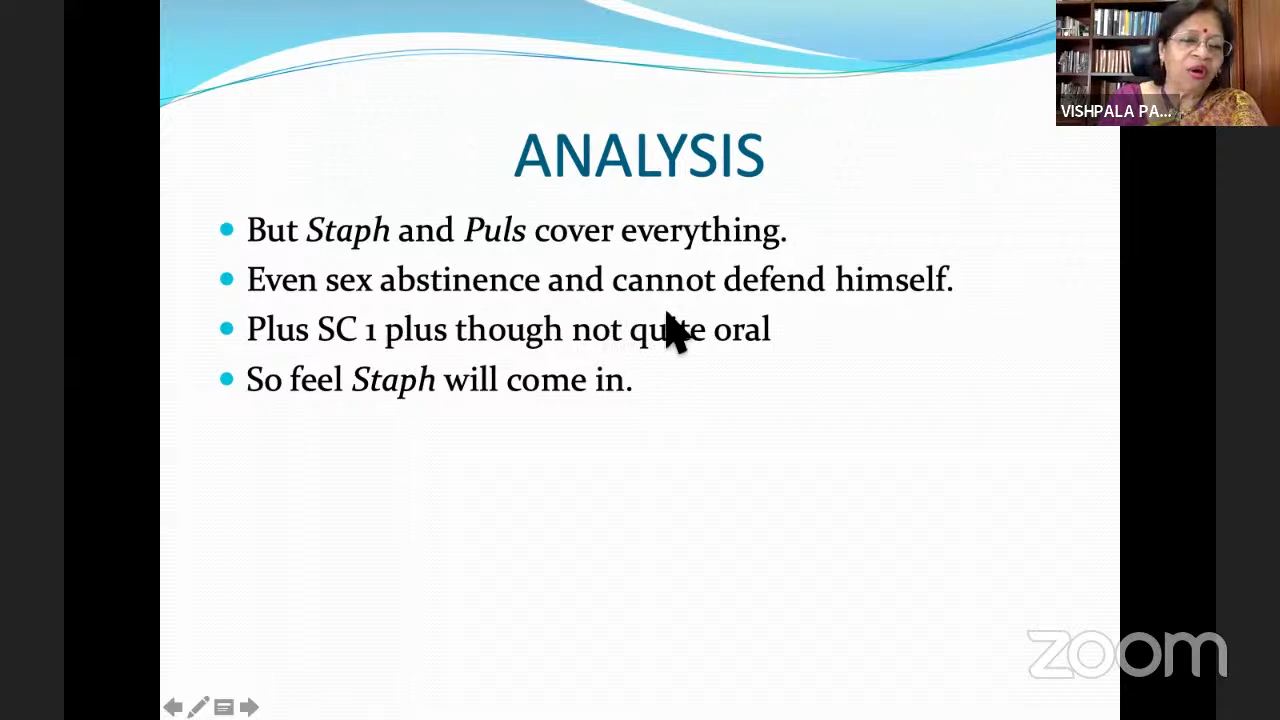 VISHPALA PA...
ANALYSIS
But Staph and Puls cover everything.
Even sex abstinence and cannot defend himself.
Plus SC 1 plus though not quite oral
So feel Staph will come in.
zoom